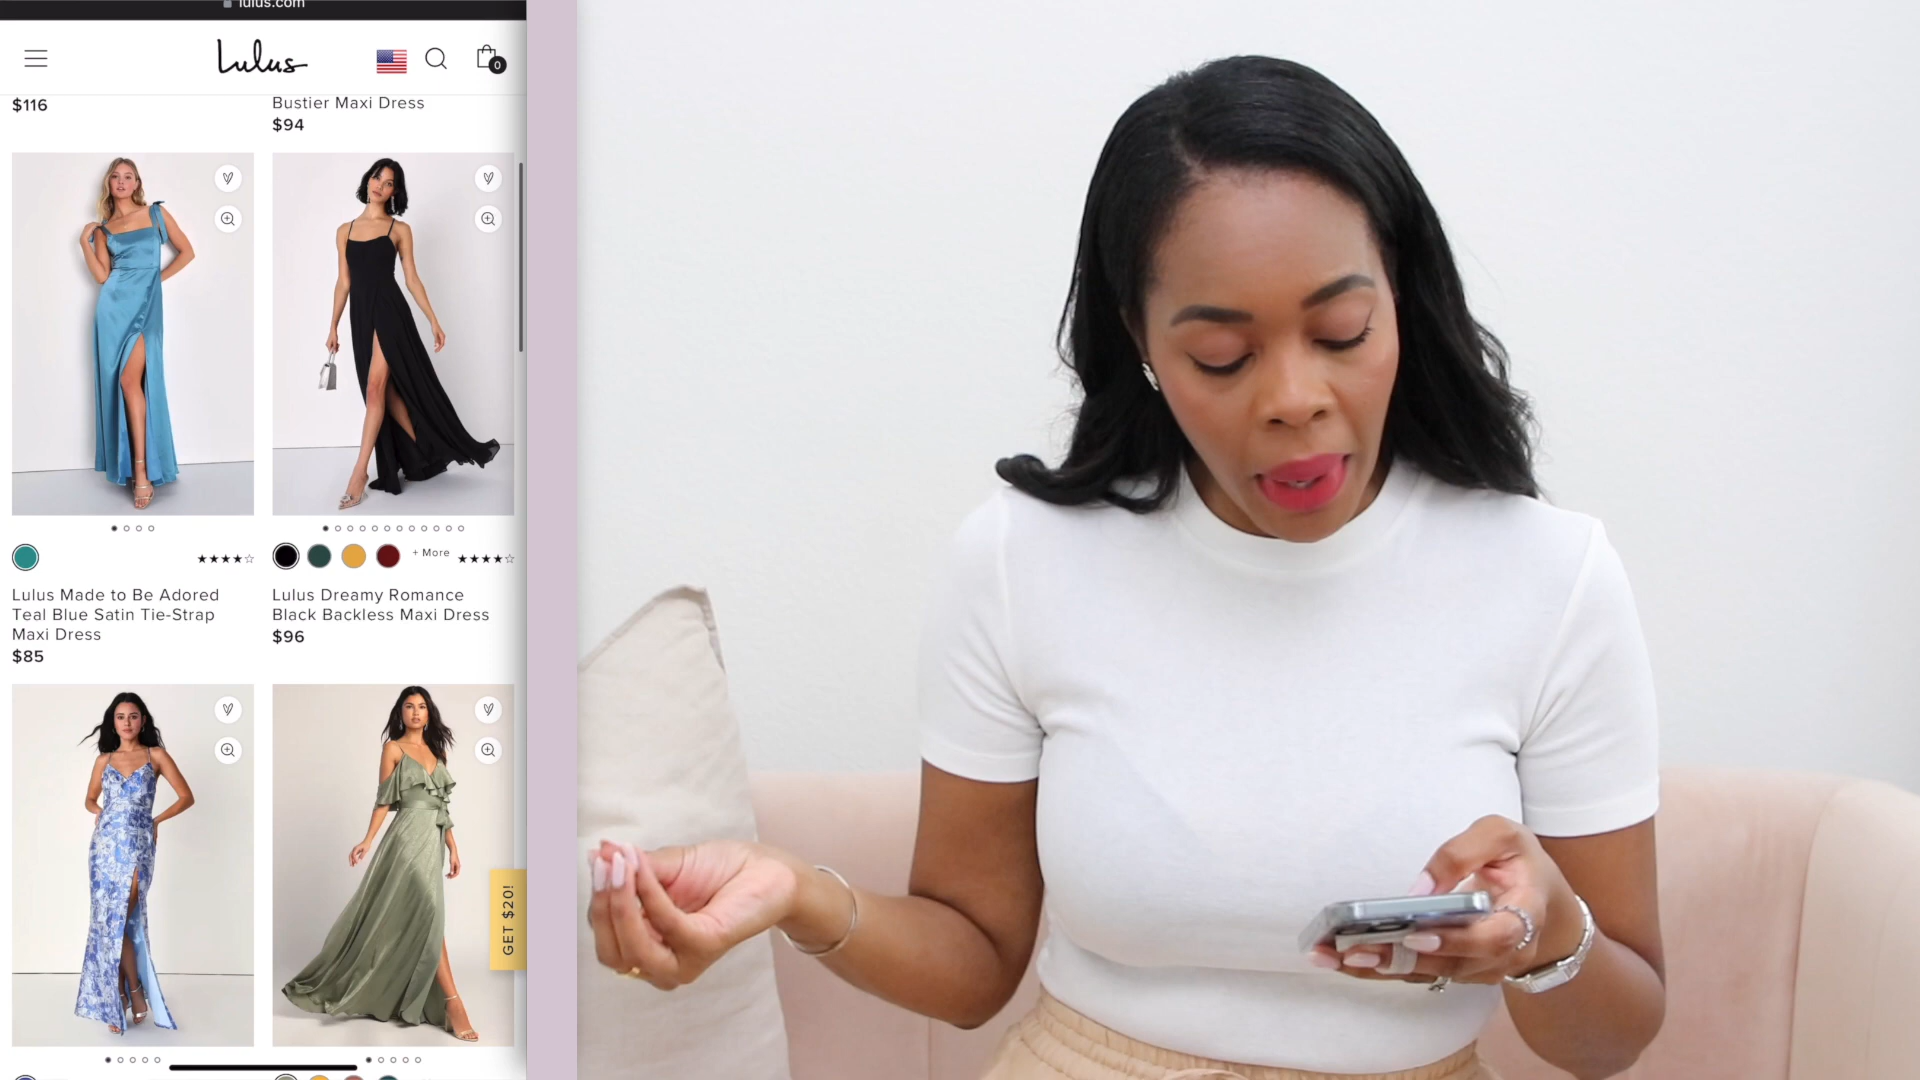 lulus.com
Lulus
0
$116
Bustier Maxi Dress
$94
+ More
Lulus Made to Be Adored
Teal Blue Satin Tie-Strap
Maxi Dress
$85
Lulus Dreamy Romance
Black Backless Maxi Dress
$96
GET $20!